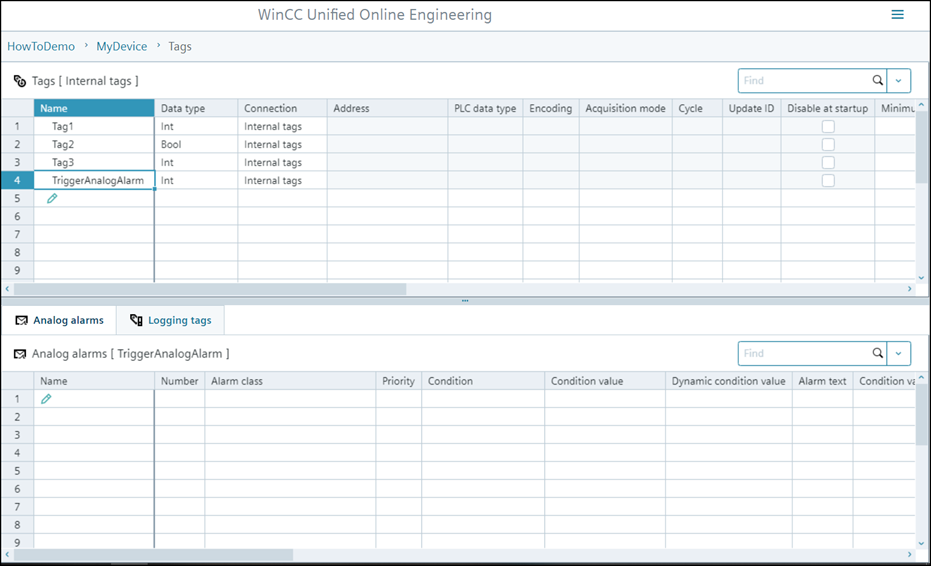 WinCC Unified Online Engineering
HowToDemo > MyDevice > Tags
Tags [ Internal tags ]
Find
Name Data type Connection Address PLC data type Encoding Acquisition mode Cycle Update ID Disable at startup Minimu
1 Tag1 Int Internal tags
2 Tag2 Bool Internal tags
3 Tag3 Int Internal tags
4 TriggerAnalogAlarm Int Internal tags
5
6
7
8
9
Analog alarms Logging tags
Analog alarms [ TriggerAnalogAlarm ]
Find
Name Number Alarm class Priority Condition Condition value Dynamic condition value Alarm text Condition va
1
2
3
4
5
6
7
8
9